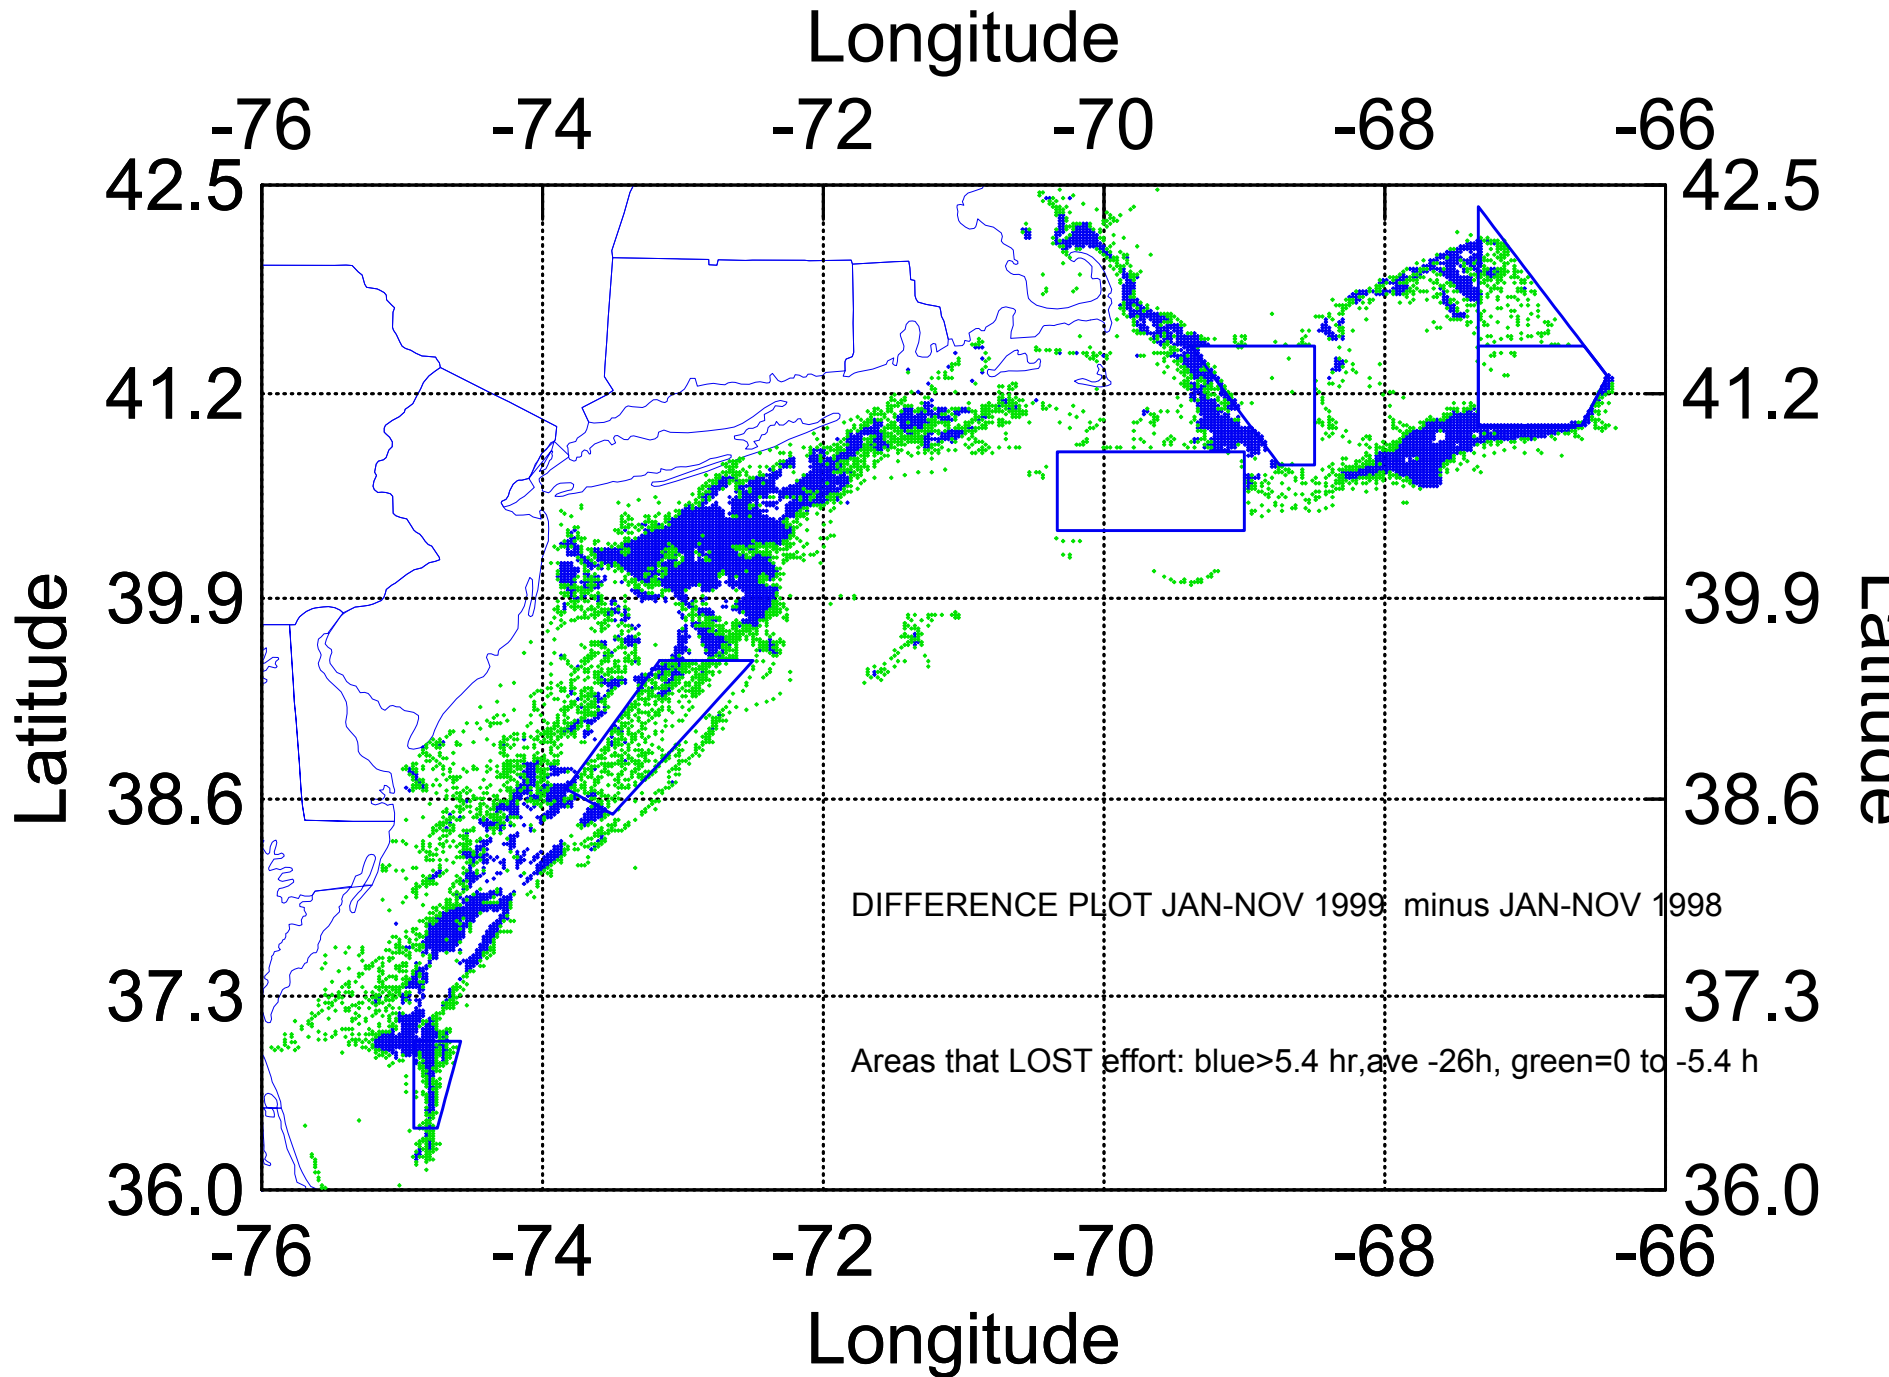 Longitude
-76 -74 -72 -70 -68 -66
42.5 42.5
41.2 41.2
39.9 39.9
Latitude Latitude
38.6 38.6
DIFFERENCE PLOT JAN-NOV 1999 minus JAN-NOV 1998
37.3 37.3
Areas that LOST effort: blue>5.4 hr,ave -26h, green=0 to -5.4 h
36.0 36.0
-76 -74 -72 -70 -68 -66
Longitude